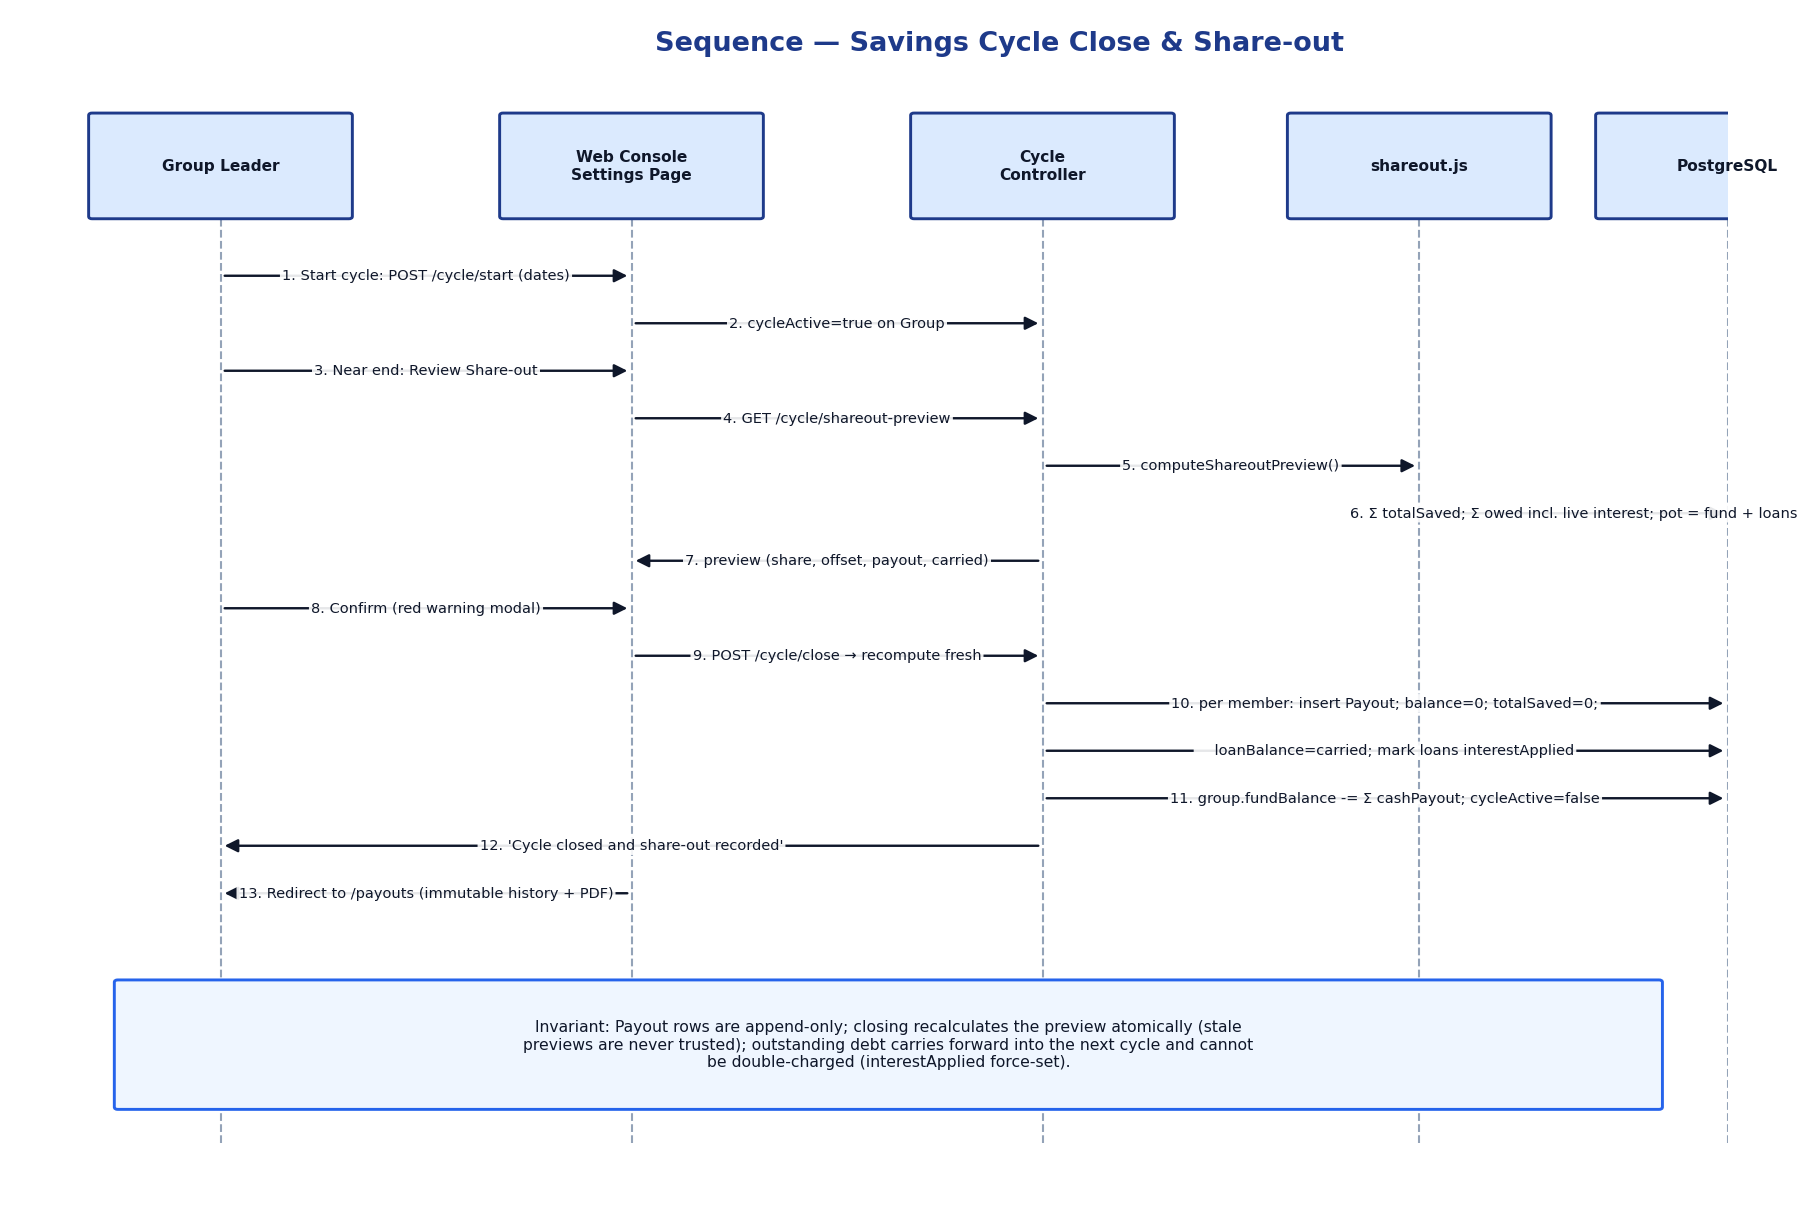 Sequence — Savings Cycle Close & Share-out
Group Leader
Web Console
Settings Page
Cycle
Controller
shareout.js
PostgreSQL
1. Start cycle: POST /cycle/start (dates)
2. cycleActive=true on Group
3. Near end: Review Share-out
4. GET /cycle/shareout-preview
5. computeShareoutPreview()
6. Σ totalSaved; Σ owed incl. live interest; pot = fund + loans
7. preview (share, offset, payout, carried)
8. Confirm (red warning modal)
9. POST /cycle/close → recompute fresh
10. per member: insert Payout; balance=0; totalSaved=0;
loanBalance=carried; mark loans interestApplied
11. group.fundBalance -= Σ cashPayout; cycleActive=false
12. 'Cycle closed and share-out recorded'
13. Redirect to /payouts (immutable history + PDF)
Invariant: Payout rows are append-only; closing recalculates the preview atomically (stale
previews are never trusted); outstanding debt carries forward into the next cycle and cannot
be double-charged (interestApplied force-set).